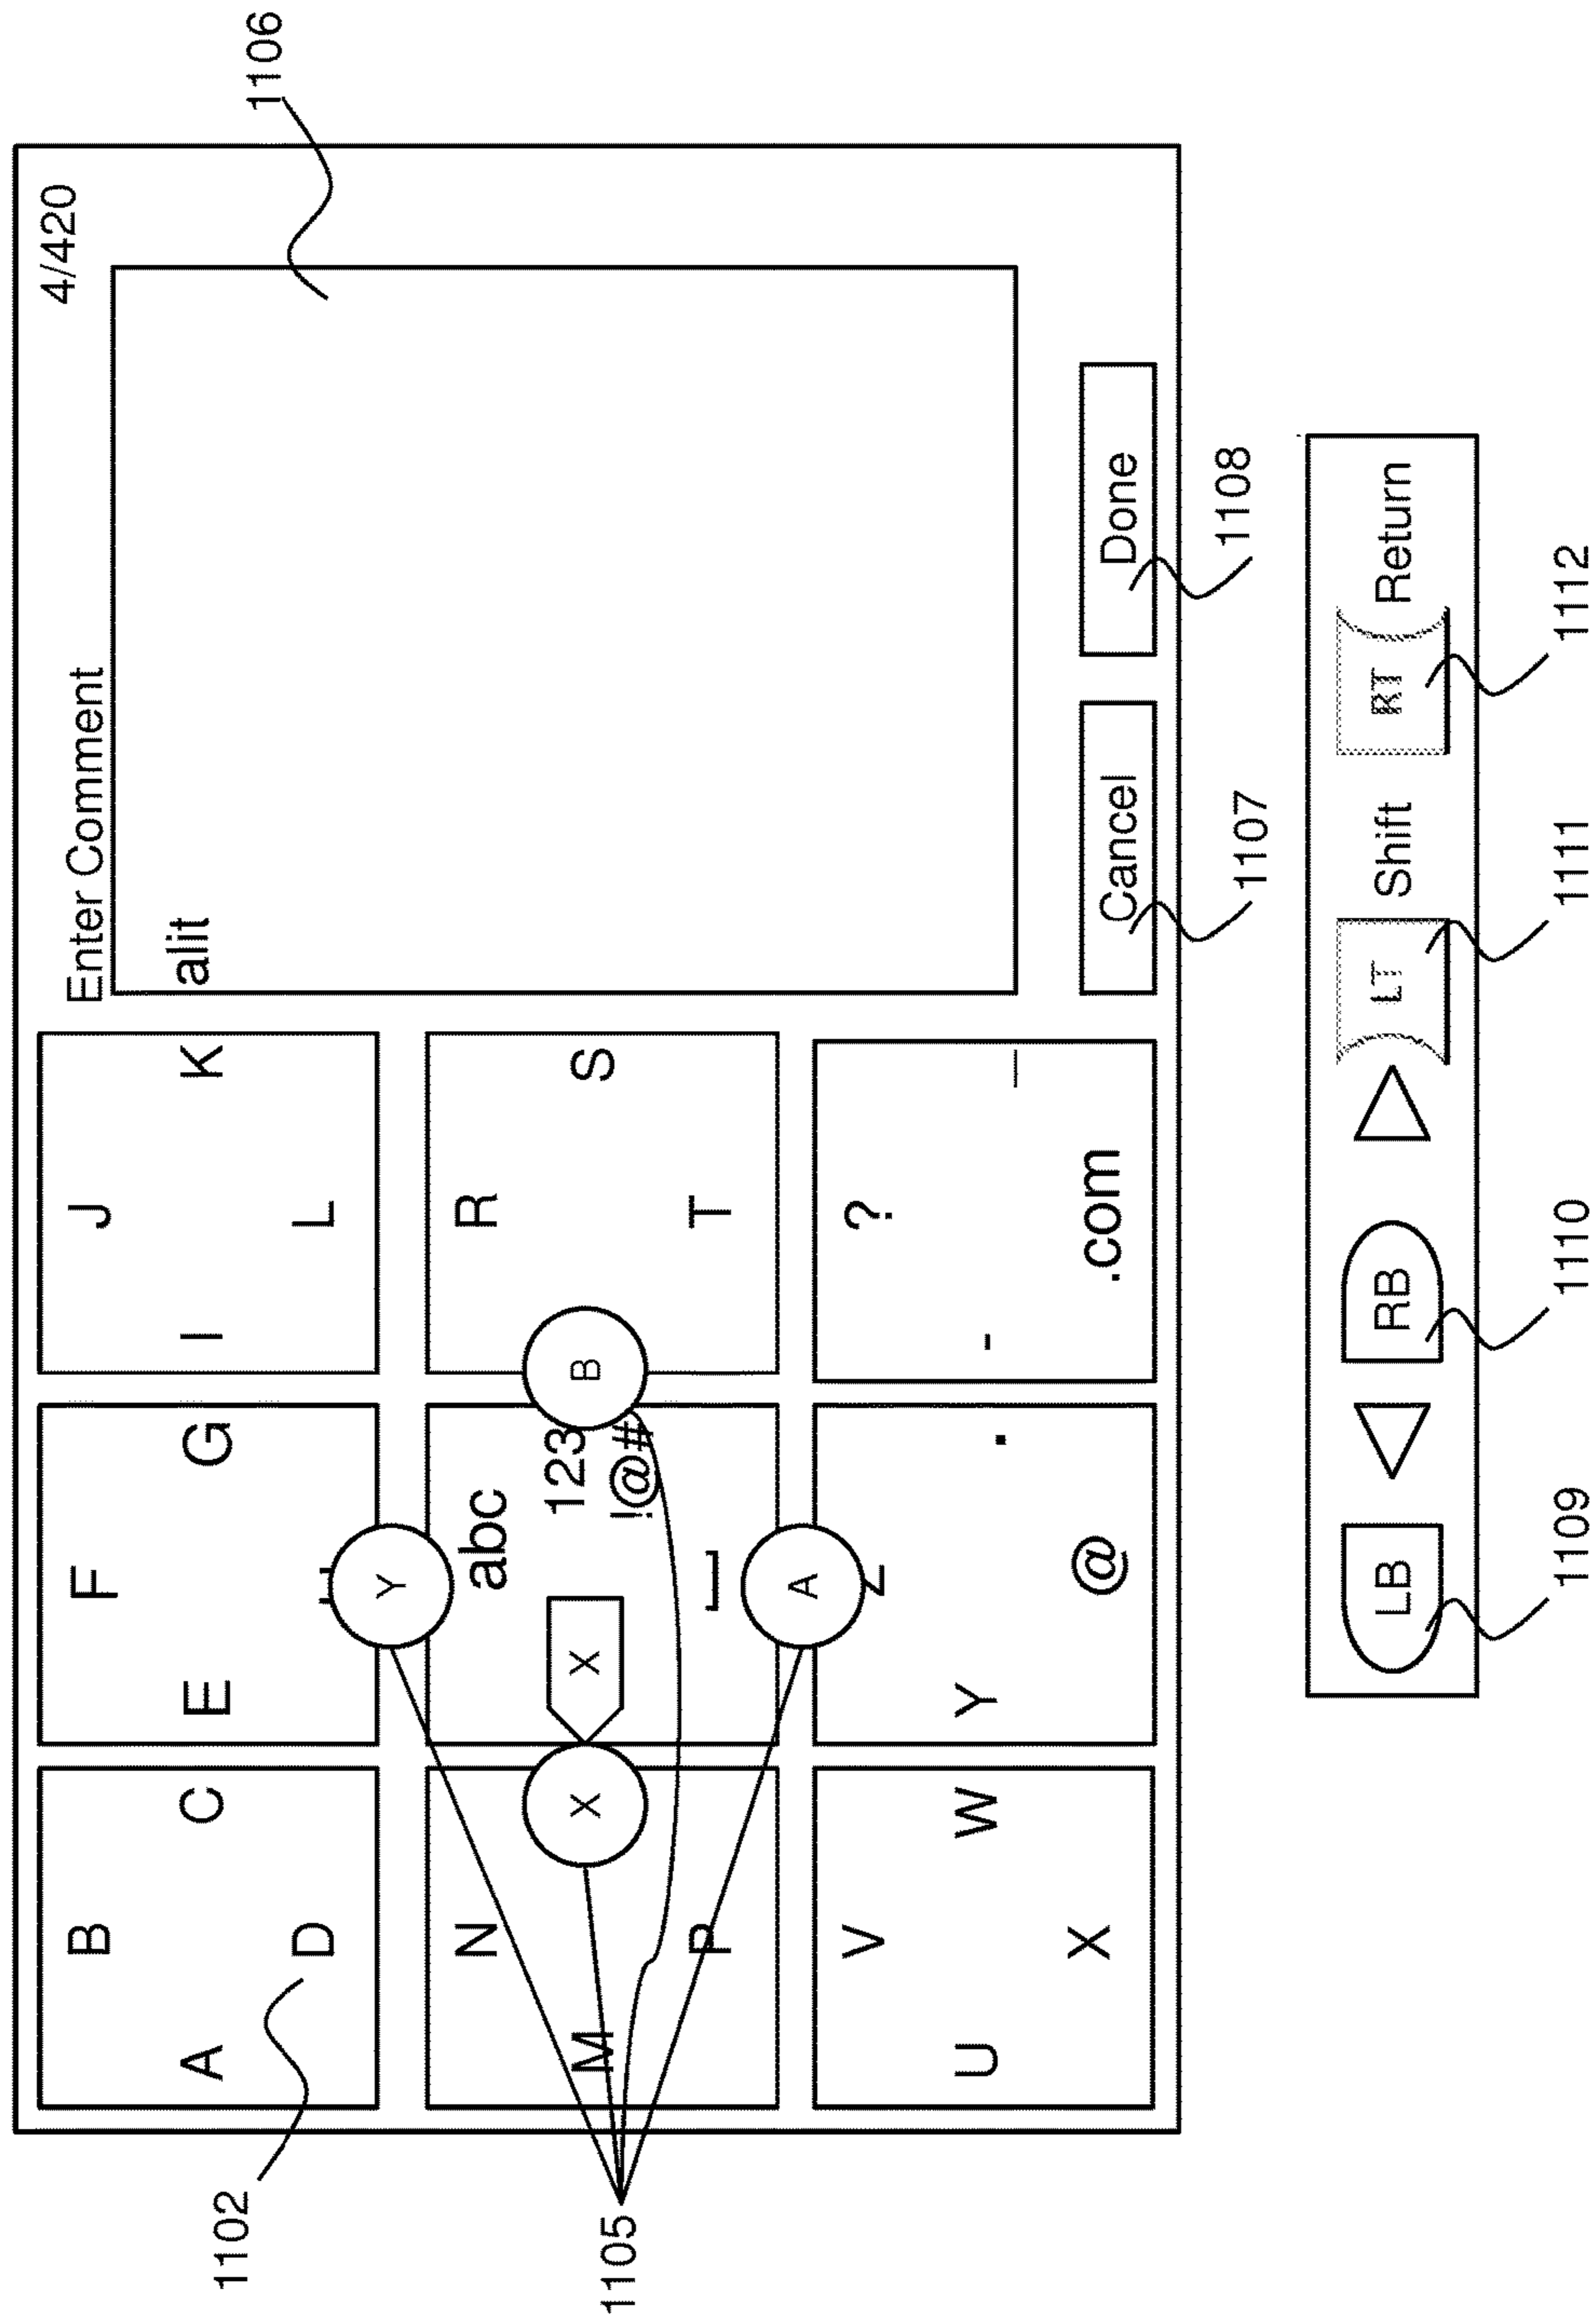 1102
1105
1106
4/420
Enter Comment
alit
B
A C
D
F
E G
J
I K
L
N
M
P
X
Y
X
B
A
abc
123
!@#
R
S
T
V
U W
X
Y .
@
?
- _
.com
Cancel
Done
1107
1108
LB RB LT Shift RT Return
1109
1110
1111
1112